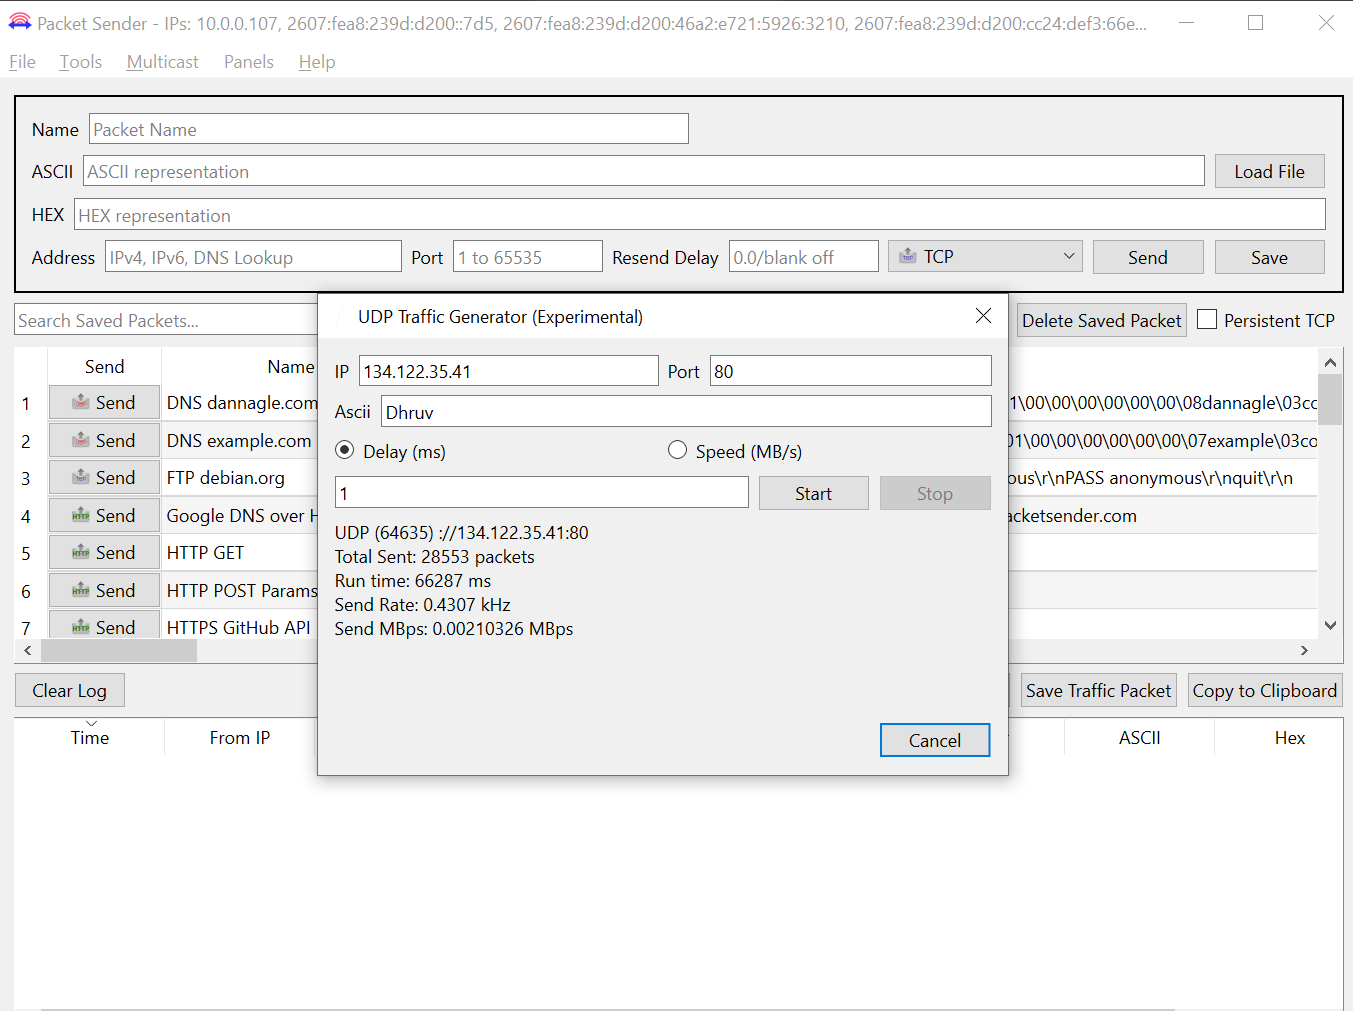 Packet Sender - IPs: 10.0.0.107, 2607:fea8:239d:d200::7d5, 2607:fea8:239d:d200:46a2:e721:5926:3210, 2607:fea8:239d:d200:cc24:def3:66e...
File Tools Multicast Panels Help
Name Packet Name
ASCII ASCII representation Load File
HEX HEX representation
Address IPv4, IPv6, DNS Lookup Port 1 to 65535 Resend Delay 0.0/blank off TCP Send Save
Search Saved Packets... Delete Saved Packet Persistent TCP
Send Name
1 Send DNS dannagle.com 1\00\00\00\00\00\00\08dannagle\03cc
2 Send DNS example.com 01\00\00\00\00\00\00\07example\03co
3 Send FTP debian.org ous\r\nPASS anonymous\r\nquit\r\n
4 Send Google DNS over H acketsender.com
5 Send HTTP GET
6 Send HTTP POST Params
7 Send HTTPS GitHub API
UDP Traffic Generator (Experimental)
IP 134.122.35.41 Port 80
Ascii Dhruv
Delay (ms) Speed (MB/s)
1 Start Stop
UDP (64635) ://134.122.35.41:80
Total Sent: 28553 packets
Run time: 66287 ms
Send Rate: 0.4307 kHz
Send MBps: 0.00210326 MBps
Cancel
Clear Log Save Traffic Packet Copy to Clipboard
Time From IP ASCII Hex